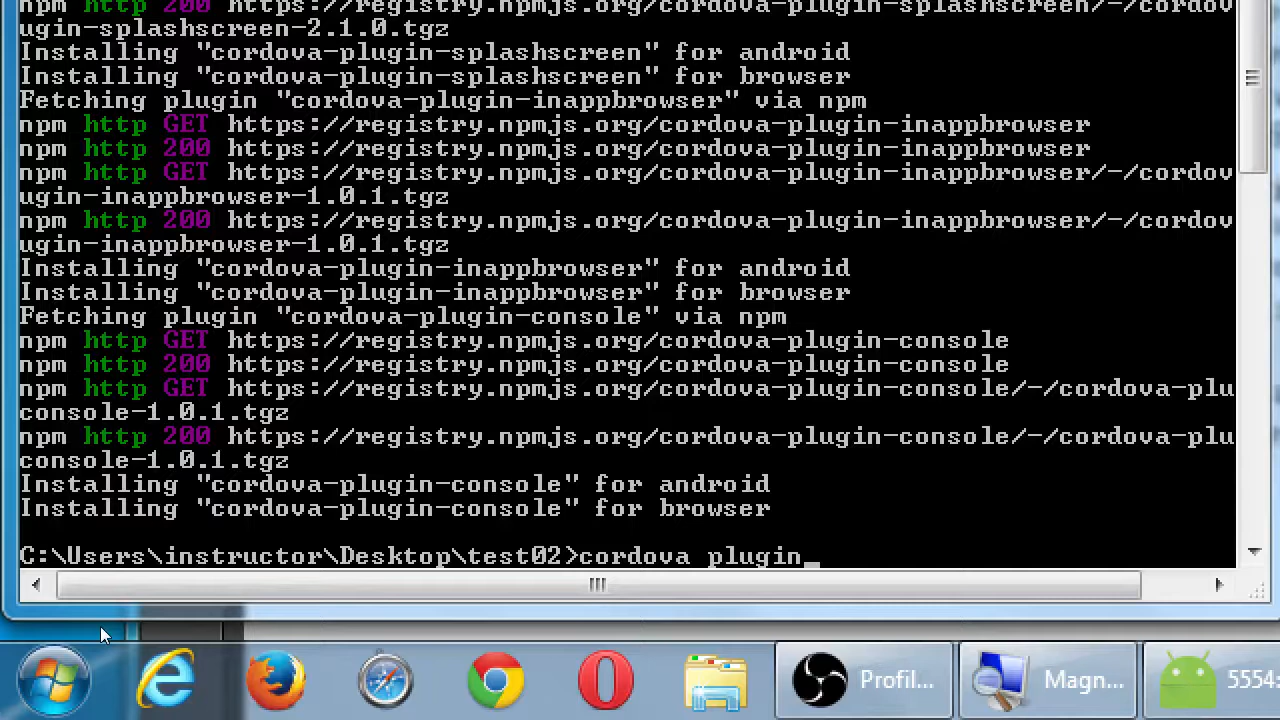 npm http 200 https://registry.npmjs.org/cordova-plugin-splashscreen/-/cordov
ugin-splashscreen-2.1.0.tgz
Installing "cordova-plugin-splashscreen" for android
Installing "cordova-plugin-splashscreen" for browser
Fetching plugin "cordova-plugin-inappbrowser" via npm
npm http GET https://registry.npmjs.org/cordova-plugin-inappbrowser
npm http 200 https://registry.npmjs.org/cordova-plugin-inappbrowser
npm http GET https://registry.npmjs.org/cordova-plugin-inappbrowser/-/cordov
ugin-inappbrowser-1.0.1.tgz
npm http 200 https://registry.npmjs.org/cordova-plugin-inappbrowser/-/cordov
ugin-inappbrowser-1.0.1.tgz
Installing "cordova-plugin-inappbrowser" for android
Installing "cordova-plugin-inappbrowser" for browser
Fetching plugin "cordova-plugin-console" via npm
npm http GET https://registry.npmjs.org/cordova-plugin-console
npm http 200 https://registry.npmjs.org/cordova-plugin-console
npm http GET https://registry.npmjs.org/cordova-plugin-console/-/cordova-plu
console-1.0.1.tgz
npm http 200 https://registry.npmjs.org/cordova-plugin-console/-/cordova-plu
console-1.0.1.tgz
Installing "cordova-plugin-console" for android
Installing "cordova-plugin-console" for browser
C:\Users\instructor\Desktop\test02>cordova plugin_
Profil... Magn... 5554: